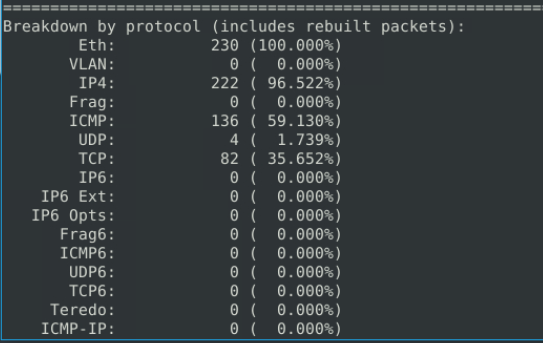 ===============================================================================
Breakdown by protocol (includes rebuilt packets):
        Eth:          230 (100.000%)
       VLAN:            0 (  0.000%)
        IP4:          222 ( 96.522%)
       Frag:            0 (  0.000%)
       ICMP:          136 ( 59.130%)
        UDP:            4 (  1.739%)
        TCP:           82 ( 35.652%)
        IP6:            0 (  0.000%)
    IP6 Ext:            0 (  0.000%)
   IP6 Opts:            0 (  0.000%)
      Frag6:            0 (  0.000%)
      ICMP6:            0 (  0.000%)
       UDP6:            0 (  0.000%)
       TCP6:            0 (  0.000%)
     Teredo:            0 (  0.000%)
    ICMP-IP:            0 (  0.000%)